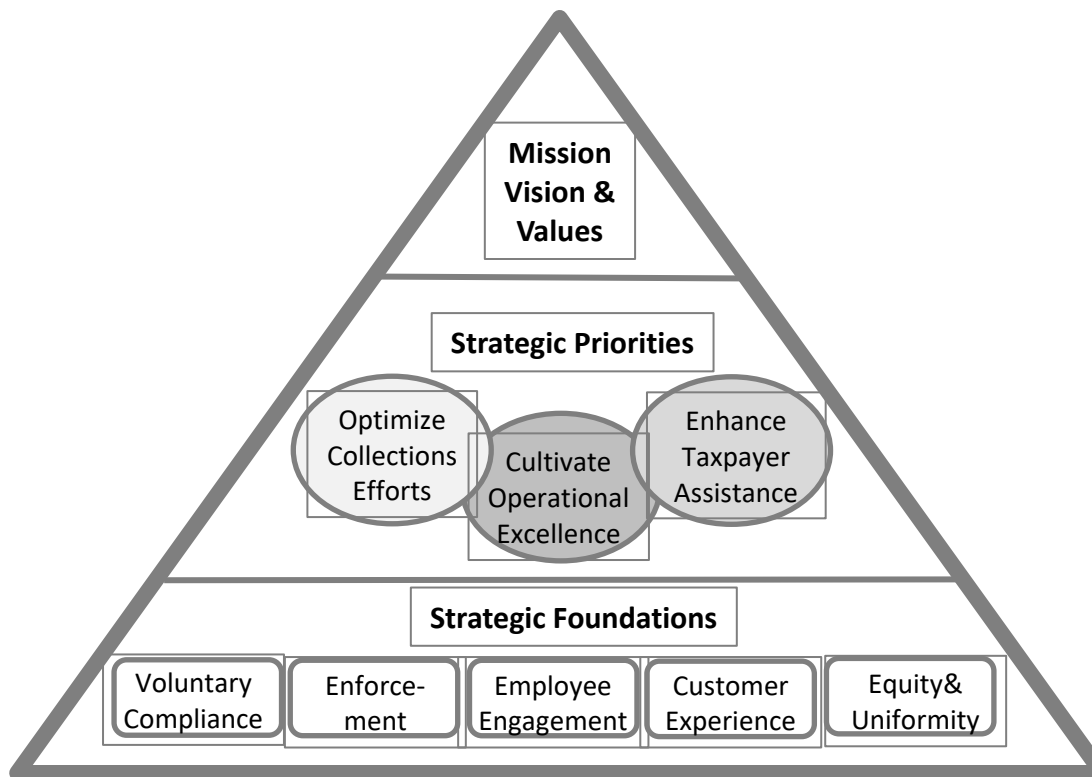 Mission
Vision &
Values
Strategic Priorities
Optimize
Collections
Efforts
Cultivate
Operational
Excellence
Enhance
Taxpayer
Assistance
Strategic Foundations
Voluntary
Compliance
Enforce-
ment
Employee
Engagement
Customer
Experience
Equity&
Uniformity